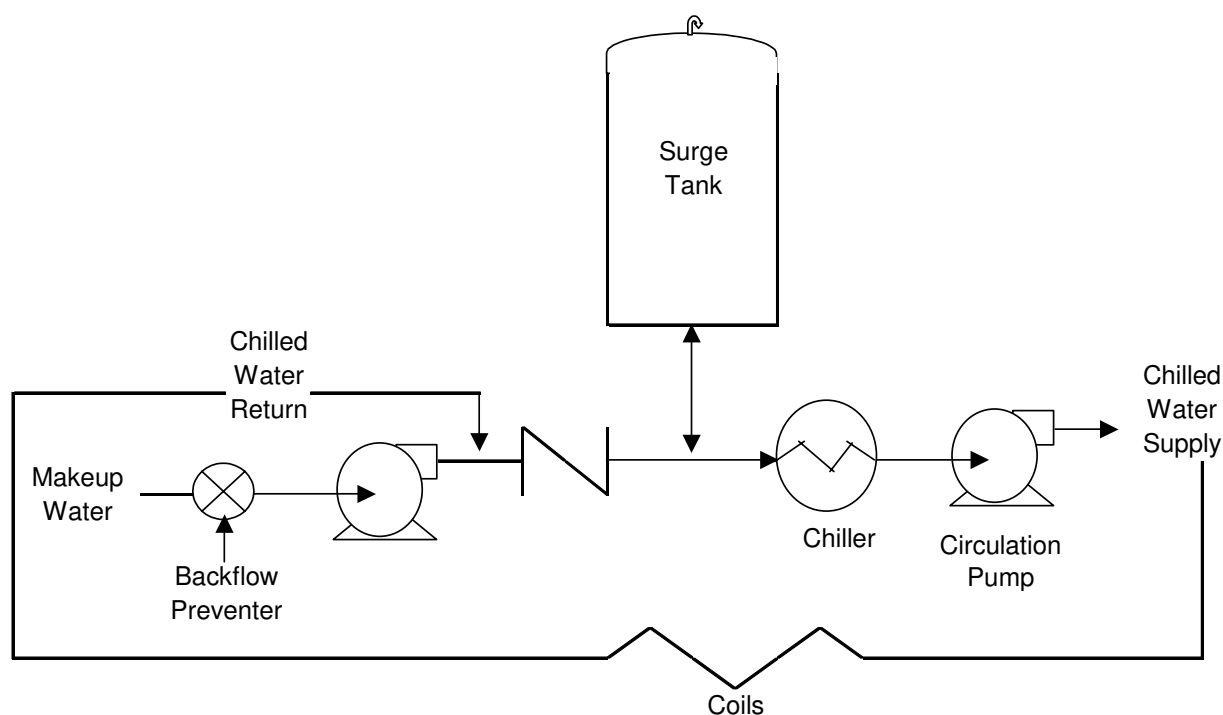 Surge
Tank
Chilled
Water
Return
Chilled
Water
Supply
Makeup
Water
Chiller
Circulation
Pump
Backflow
Preventer
Coils